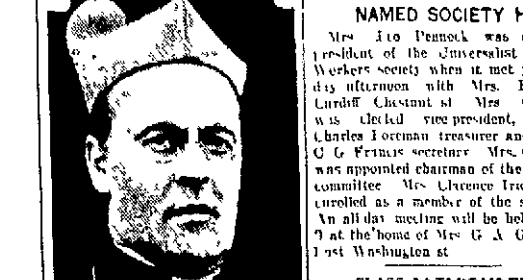 NAMED SOCIETY H
Mrs Pennock was
president of the Universalist
Workers society when it met
day afternoon with Mrs.
Cardiff Chestnut st Mrs
was elected vice president,
Charles Foreman treasurer an
O G Francis secretary Mrs.
was appointed chairman of the
committee Mrs Clarence
enrolled as a member of the s
An all day meeting will be hel
at the home of Mrs G A G
East Washington st